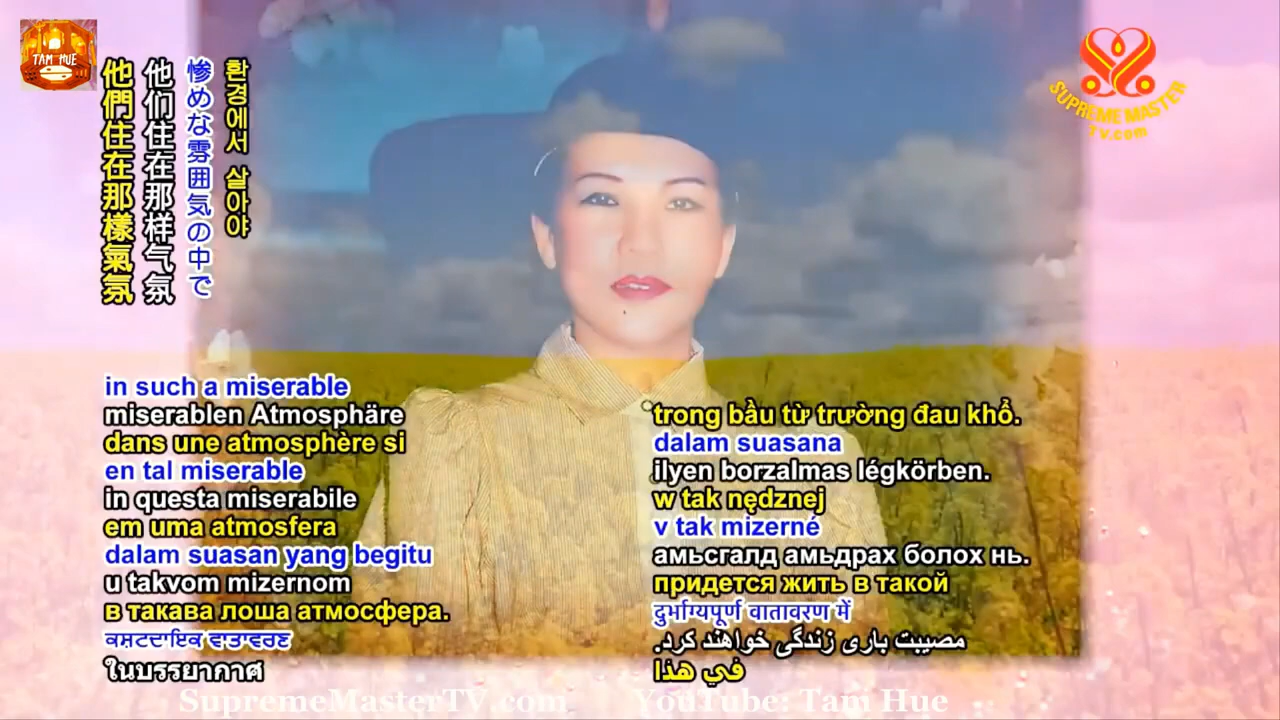 TAM HUE
SUPREME MASTER
TV.com
他們住在那樣氣氛
他们住在那样气氛
惨めな雰囲気の中で
환경에서 살아야
in such a miserable
miserablen Atmosphäre
dans une atmosphère si
en tal miserable
in questa miserabile
em uma atmosfera
dalam suasan yang begitu
u takvom mizernom
в такава лоша атмосфера.
ਕਸ਼ਟਦਾਇਕ ਵਾਤਾਵਰਣ
ในบรรยากาศ
trong bầu từ trường đau khổ.
dalam suasana
ilyen borzalmas légkörben.
w tak nędznej
v tak mizerné
амьсгалд амьдрах болох нь.
придется жить в такой
दुर्भाग्यपूर्ण वातावरण में
مصیبت باری زندگی خواهند کرد.
في هذا
SupremeMasterTV.com
YouTube: Tam Hue